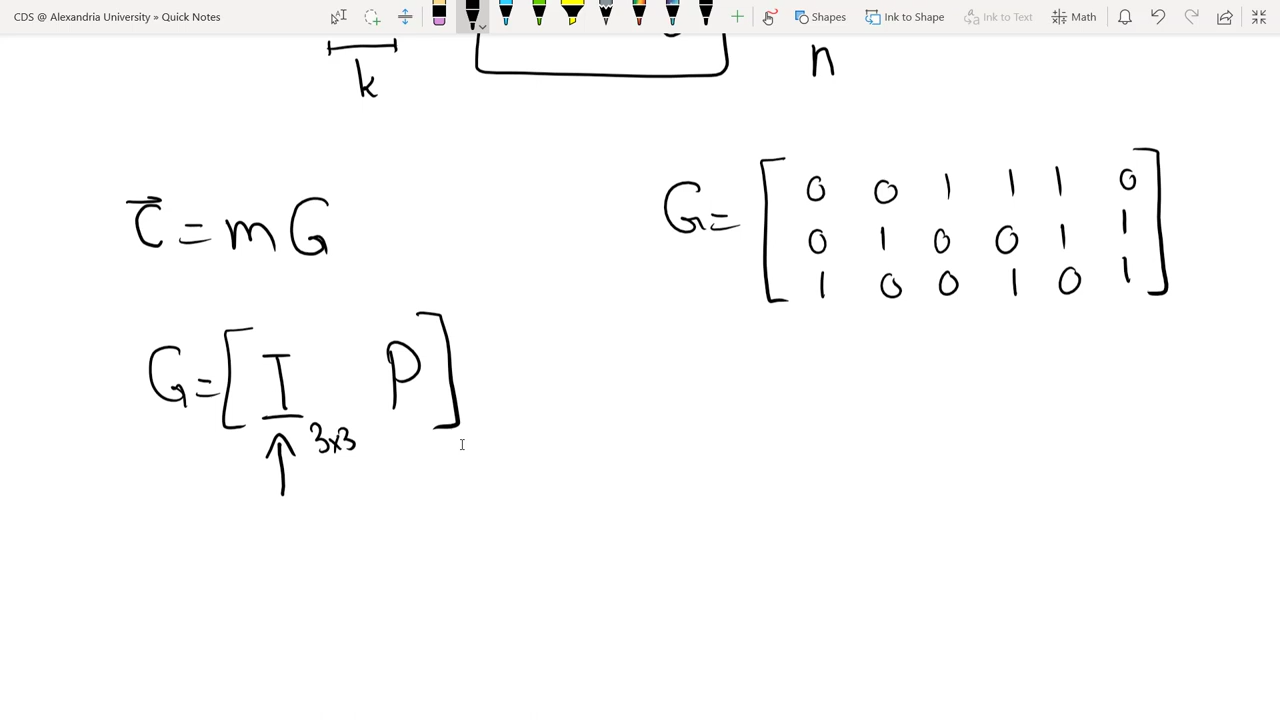 CDS @ Alexandria University » Quick Notes Shapes Ink to Shape Ink to Text Math
k n
c⃗ = mG
G = [ 0 0 1 1 1 0
0 1 0 0 1 1
1 0 0 1 0 1 ]
G = [ I P ]
3x3